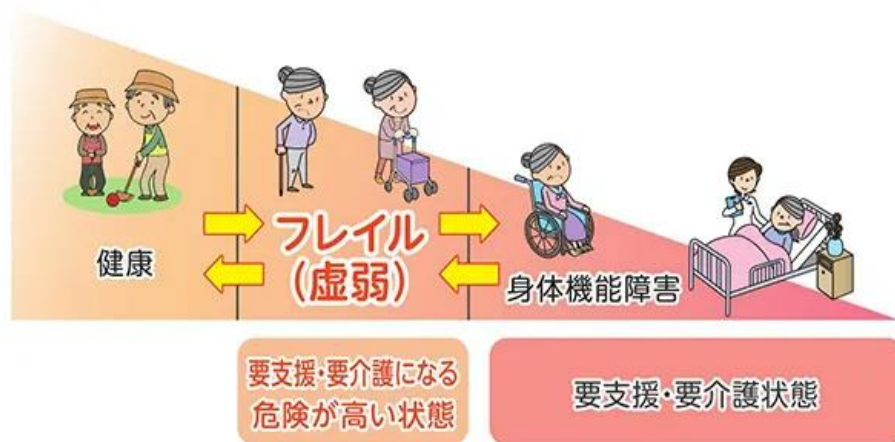 健康
フレイル
（虚弱）
身体機能障害
要支援・要介護になる
危険が高い状態
要支援・要介護状態